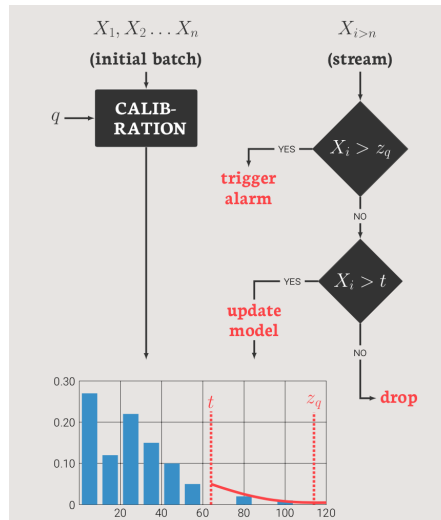 X₁, X₂ … Xₙ
(initial batch)
q
CALIB-
RATION
Xᵢ>ₙ
(stream)
Xᵢ > z_q
YES
trigger
alarm
NO
Xᵢ > t
YES
update
model
NO
drop
0.30
0.20
0.10
0
t
z_q
20 40 60 80 100 120